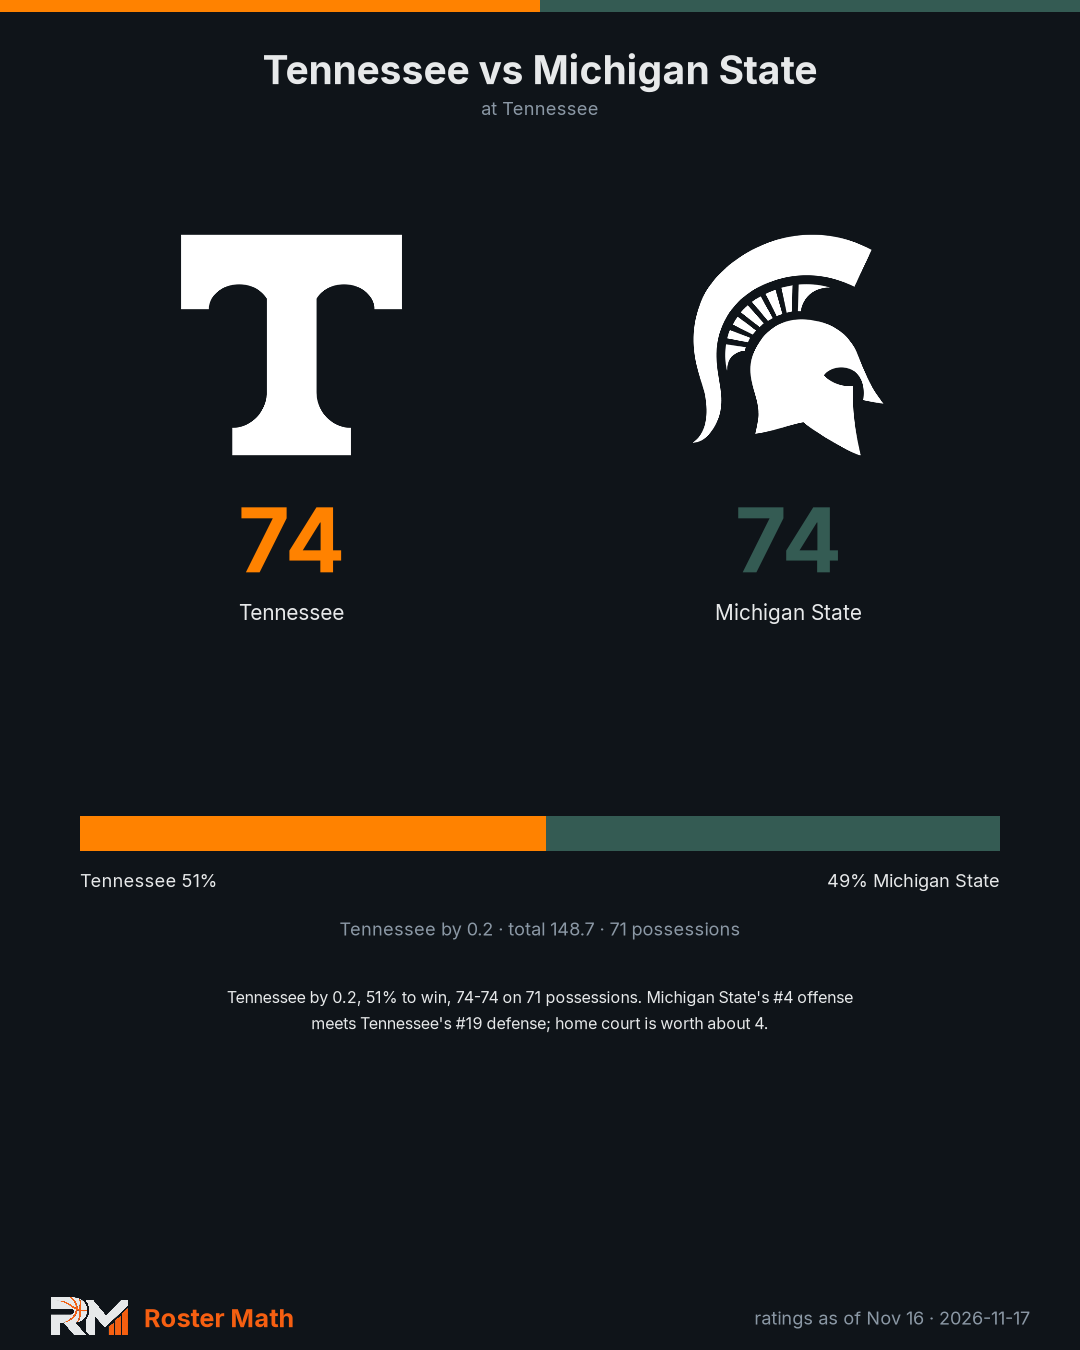 Tennessee vs Michigan State
at Tennessee
T
74
74
Tennessee
Michigan State
Tennessee 51%
49% Michigan State
Tennessee by 0.2 · total 148.7 · 71 possessions
Tennessee by 0.2, 51% to win, 74-74 on 71 possessions. Michigan State's #4 offense
meets Tennessee's #19 defense; home court is worth about 4.
RM Roster Math
ratings as of Nov 16 · 2026-11-17